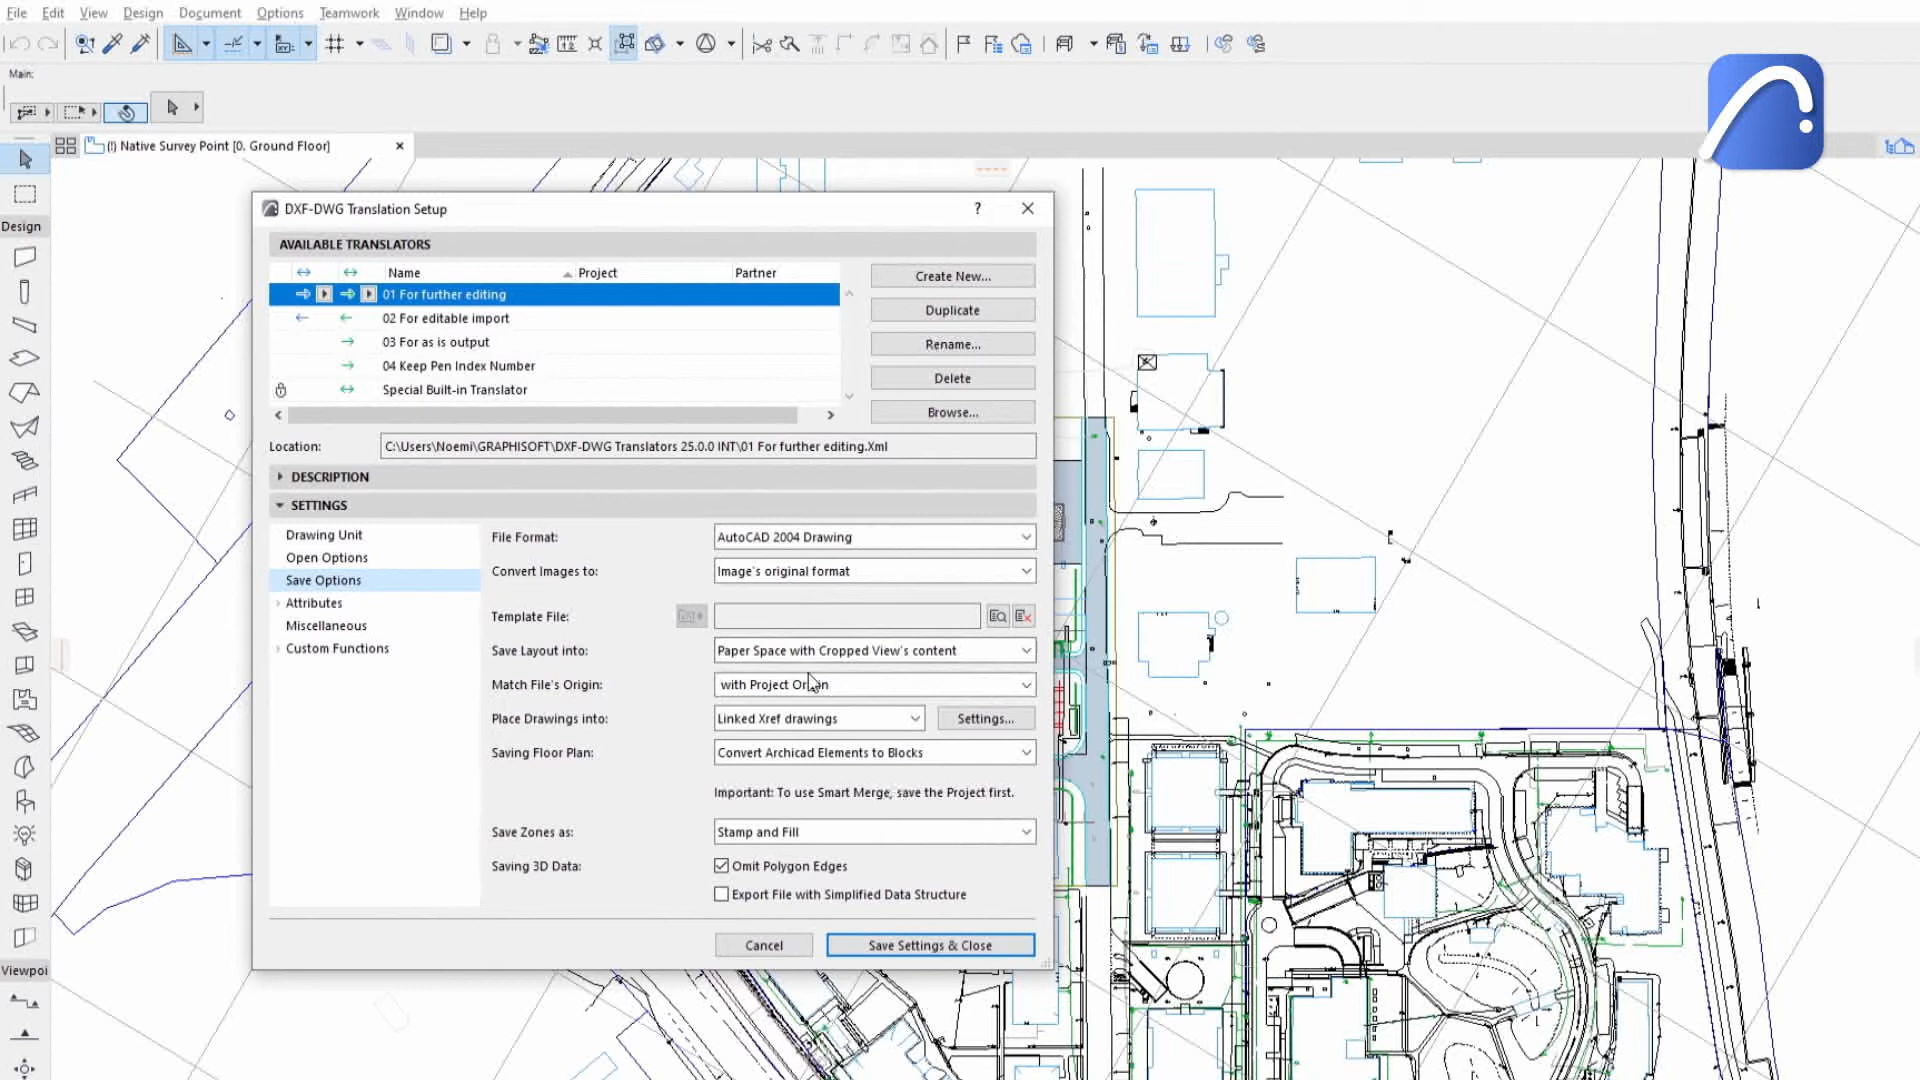 File Edit View Design Document Options Teamwork Window Help
Main:
(!) Native Survey Point [0. Ground Floor]
Design
DXF-DWG Translation Setup ?
AVAILABLE TRANSLATORS
Name Project Partner
01 For further editing
02 For editable import
03 For as is output
04 Keep Pen Index Number
Special Built-in Translator
Create New...
Duplicate
Rename...
Delete
Browse...
Location: C:\Users\Noemi\GRAPHISOFT\DXF-DWG Translators 25.0.0 INT\01 For further editing.Xml
DESCRIPTION
SETTINGS
Drawing Unit
Open Options
Save Options
Attributes
Miscellaneous
Custom Functions
File Format: AutoCAD 2004 Drawing
Convert Images to: Image's original format
Template File:
Save Layout into: Paper Space with Cropped View's content
Match File's Origin: with Project Origin
Place Drawings into: Linked Xref drawings Settings...
Saving Floor Plan: Convert Archicad Elements to Blocks
Important: To use Smart Merge, save the Project first.
Save Zones as: Stamp and Fill
Saving 3D Data: Omit Polygon Edges
Export File with Simplified Data Structure
Cancel Save Settings & Close
Viewpoi